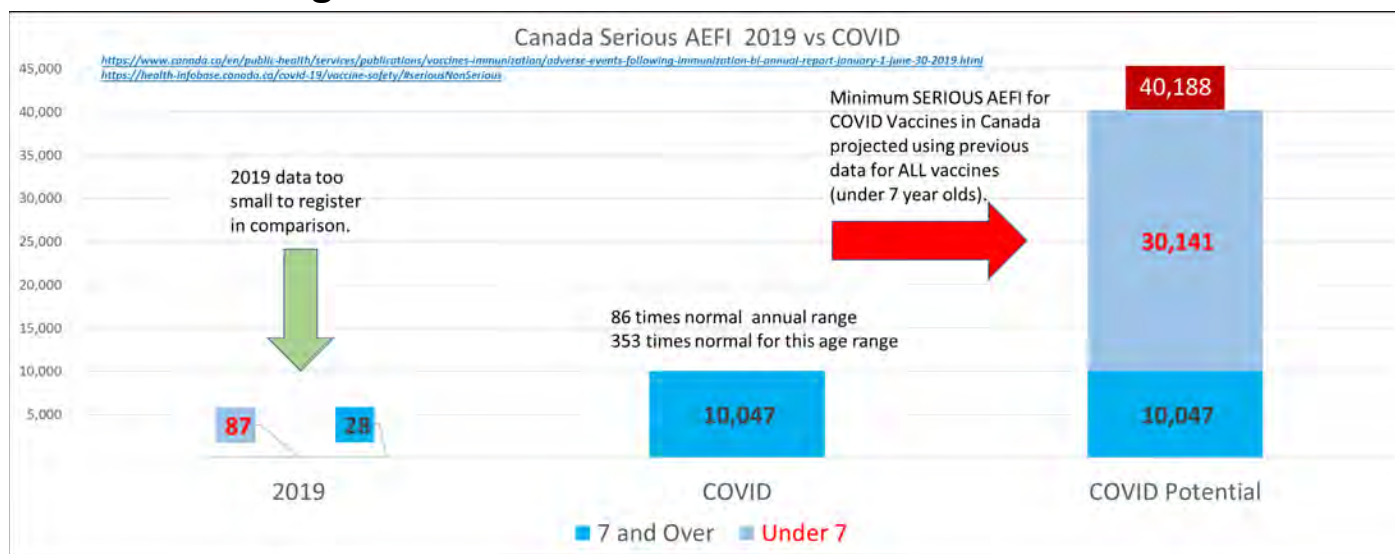 Canada Serious AEFI 2019 vs COVID
https://www.canada.ca/en/public-health/services/publications/vaccines-immunization/adverse-events-following-immunization-bi-annual-report-january-1-june-30-2019.html
https://health-infobase.canada.ca/covid-19/vaccine-safety/#seriousNonSerious
45,000
40,000
35,000
30,000
25,000
20,000
15,000
10,000
5,000
2019 data too
small to register
in comparison.
87
28
86 times normal annual range
353 times normal for this age range
10,047
Minimum SERIOUS AEFI for
COVID Vaccines in Canada
projected using previous
data for ALL vaccines
(under 7 year olds).
40,188
30,141
10,047
2019
COVID
COVID Potential
7 and Over
Under 7